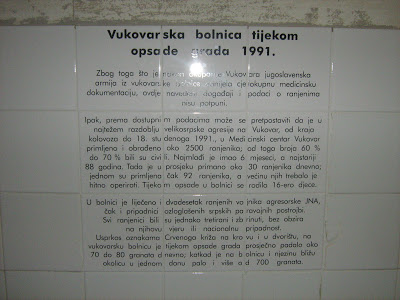 Vukovarska bolnica tijekom
opsade grada 1991.
Zbog toga što je nakon okupacije Vukovara jugoslavenska
armija iz vukovarske bolnice odnijela cjelokupnu medicinsku
dokumentaciju, ovdje navedeni događaji i podaci o ranjenima
nisu potpuni.
Ipak, prema dostupnim podacima može se pretpostaviti da je u
najtežem razdoblju velikosrpske agresije na Vukovar, od kraja
kolovoza do 18. studenoga 1991., u Medicinski centar Vukovar
primljeno i obrađeno oko 2500 ranjenika; od toga broja 60 %
do 70 % bili su civili. Najmlađi je imao 6 mjeseci, a najstariji
88 godina. Tada je u prosjeku primano oko 30 ranjenika dnevno;
jednom su primljena čak 92 ranjenika, a većinu njih trebalo je
hitno operirati. Tijekom opsade u bolnici se rodilo 16-ero djece.
U bolnici je liječeno i dvadesetak ranjenih vojnika agresorske JNA,
čak i pripadnici ozloglašenih srpskih paravojnih postrojbi.
Svi ranjenici bili su jednako tretirani i zbrinuti, bez obzira
na njihovu vjeru ili nacionalnu pripadnost.
Usprkos oznakama Crvenoga križa na krovu i u dvorištu, na
vukovarsku bolnicu je tijekom opsade grada prosječno padalo oko
70 do 80 granata dnevno; katkad je na bolnicu i njezinu bližu
okolicu u jednom danu palo i više od 700 granata.